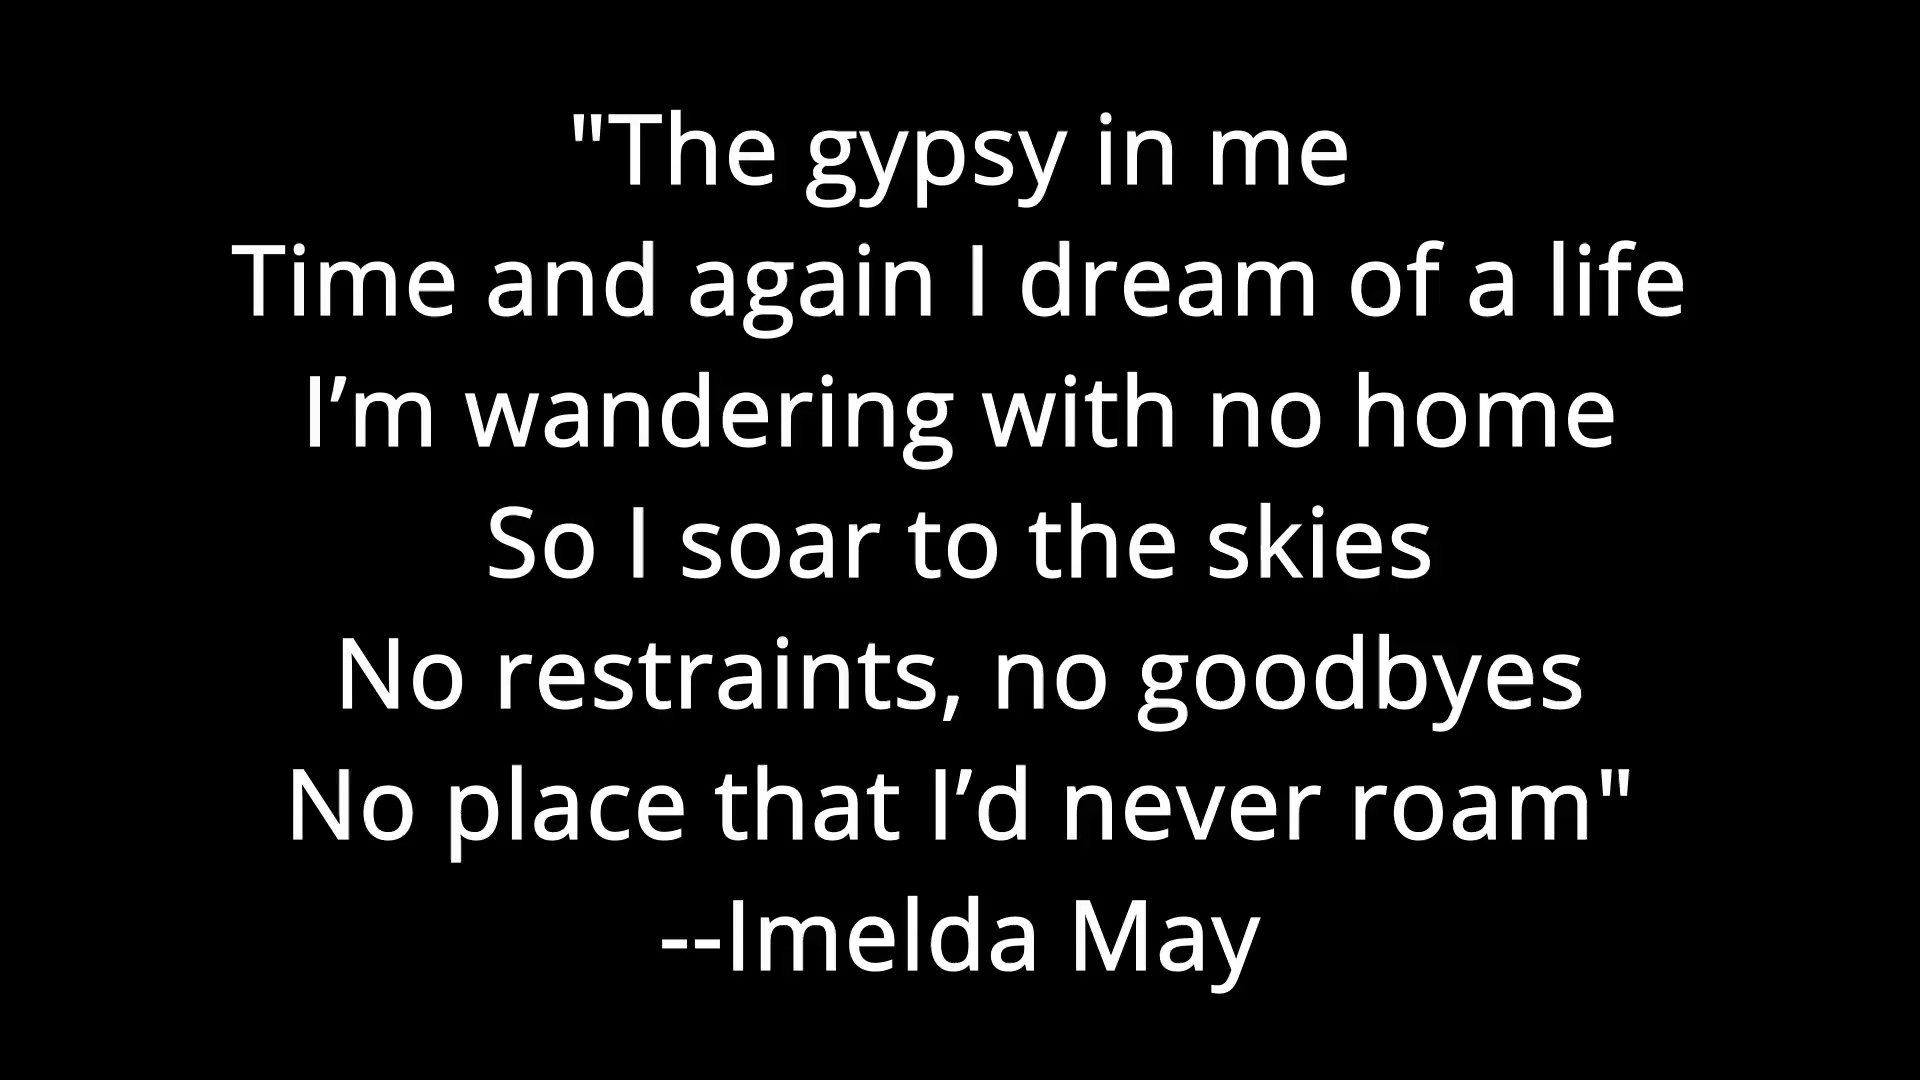 "The gypsy in me
Time and again I dream of a life
I’m wandering with no home
So I soar to the skies
No restraints, no goodbyes
No place that I’d never roam"
--Imelda May